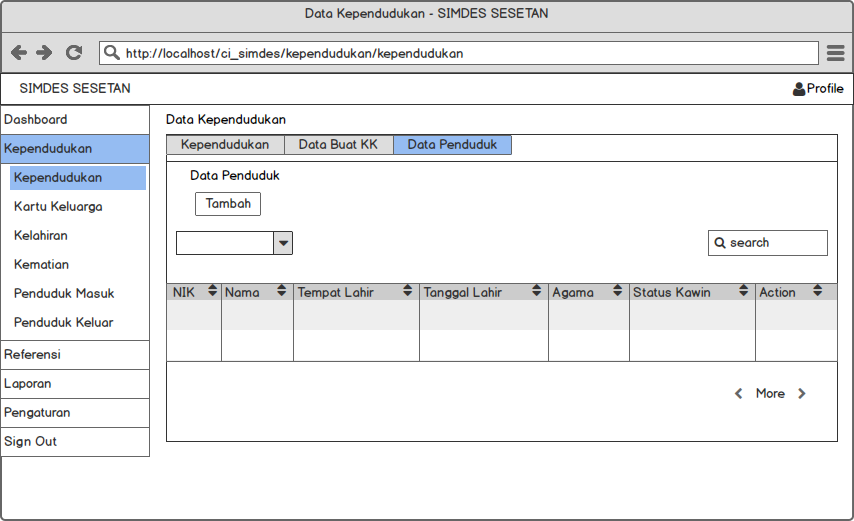 Data Kependudukan - SIMDES SESETAN
http://localhost/ci_simdes/kependudukan/kependudukan
SIMDES SESETAN
Profile
Dashboard
Kependudukan
Kependudukan
Kartu Keluarga
Kelahiran
Kematian
Penduduk Masuk
Penduduk Keluar
Referensi
Laporan
Pengaturan
Sign Out
Data Kependudukan
Kependudukan Data Buat KK Data Penduduk
Data Penduduk
Tambah
search
NIK Nama Tempat Lahir Tanggal Lahir Agama Status Kawin Action
More